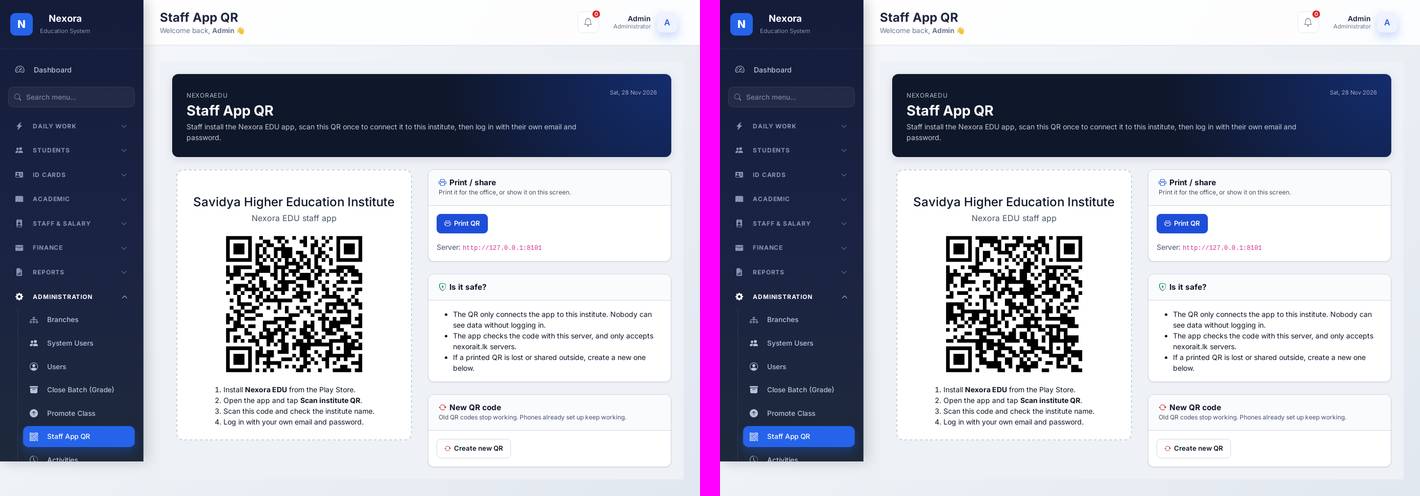 N
Nexora
Education System
Dashboard
Search menu...
DAILY WORK
STUDENTS
ID CARDS
ACADEMIC
STAFF & SALARY
FINANCE
REPORTS
ADMINISTRATION
Branches
System Users
Users
Close Batch (Grade)
Promote Class
Staff App QR
Activities
Staff App QR
Welcome back, Admin 👋
0
Admin
Administrator
A
NEXORAEDU
Sat, 28 Nov 2026
Staff App QR
Staff install the Nexora EDU app, scan this QR once to connect it to this institute, then log in with their own email and
password.
Savidya Higher Education Institute
Nexora EDU staff app
1. Install Nexora EDU from the Play Store.
2. Open the app and tap Scan institute QR.
3. Scan this code and check the institute name.
4. Log in with your own email and password.
Print / share
Print it for the office, or show it on this screen.
Print QR
Server: http://127.0.0.1:8101
Is it safe?
• The QR only connects the app to this institute. Nobody can
see data without logging in.
• The app checks the code with this server, and only accepts
nexorait.lk servers.
• If a printed QR is lost or shared outside, create a new one
below.
New QR code
Old QR codes stop working. Phones already set up keep working.
Create new QR
N
Nexora
Education System
Dashboard
Search menu...
DAILY WORK
STUDENTS
ID CARDS
ACADEMIC
STAFF & SALARY
FINANCE
REPORTS
ADMINISTRATION
Branches
System Users
Users
Close Batch (Grade)
Promote Class
Staff App QR
Activities
Staff App QR
Welcome back, Admin 👋
0
Admin
Administrator
A
NEXORAEDU
Sat, 28 Nov 2026
Staff App QR
Staff install the Nexora EDU app, scan this QR once to connect it to this institute, then log in with their own email and
password.
Savidya Higher Education Institute
Nexora EDU staff app
1. Install Nexora EDU from the Play Store.
2. Open the app and tap Scan institute QR.
3. Scan this code and check the institute name.
4. Log in with your own email and password.
Print / share
Print it for the office, or show it on this screen.
Print QR
Server: http://127.0.0.1:8101
Is it safe?
• The QR only connects the app to this institute. Nobody can
see data without logging in.
• The app checks the code with this server, and only accepts
nexorait.lk servers.
• If a printed QR is lost or shared outside, create a new one
below.
New QR code
Old QR codes stop working. Phones already set up keep working.
Create new QR